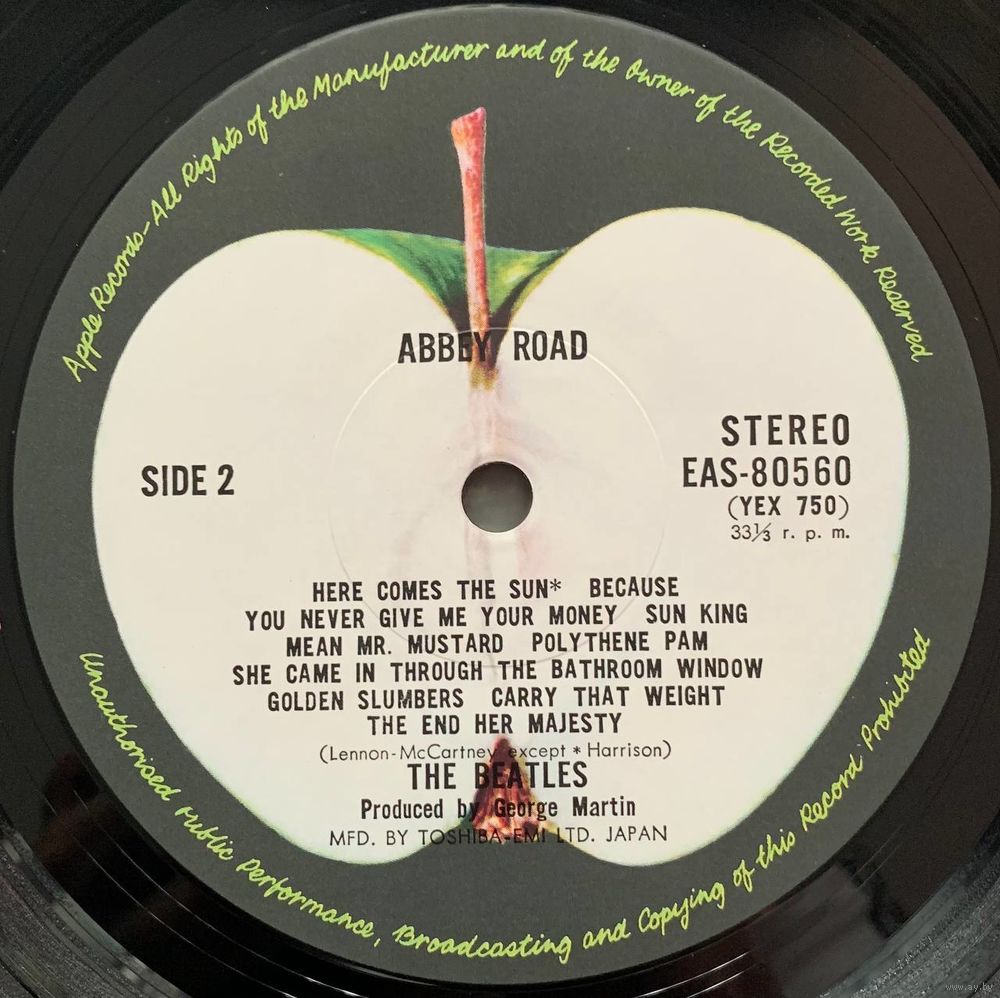 Apple Records-All Rights of the Manufacturer and of the Owner of the Recorded Work Reserved
ABBEY ROAD
STEREO
EAS-80560
(YEX 750)
33⅓ r. p. m.
SIDE 2
HERE COMES THE SUN* BECAUSE
YOU NEVER GIVE ME YOUR MONEY SUN KING
MEAN MR. MUSTARD POLYTHENE PAM
SHE CAME IN THROUGH THE BATHROOM WINDOW
GOLDEN SLUMBERS CARRY THAT WEIGHT
THE END HER MAJESTY
(Lennon-McCartney except * Harrison)
THE BEATLES
Produced by George Martin
MFD. BY TOSHIBA-EMI LTD. JAPAN
Unauthorised Public Performance, Broadcasting and Copying of this Record Prohibited
www.ay.by